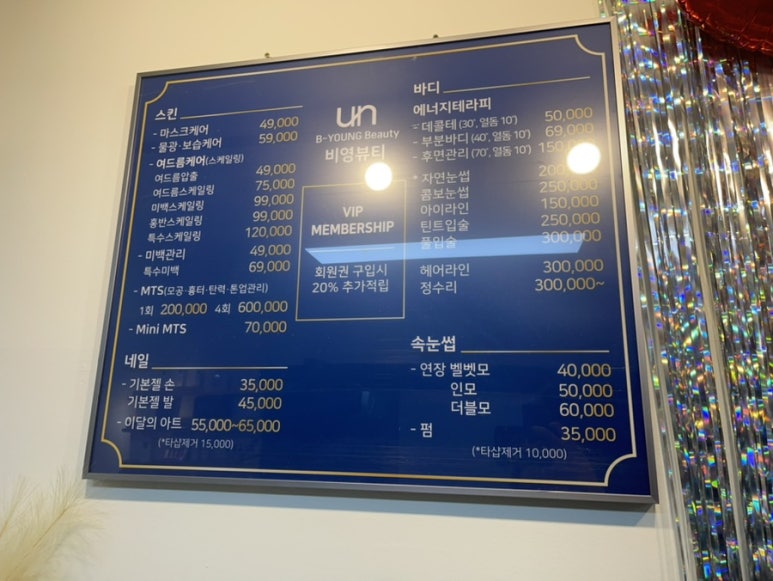 스킨
- 마스크케어 49,000
- 물광·보습케어 59,000
- 여드름케어(스케일링)
여드름압출 49,000
여드름스케일링 75,000
미백스케일링 99,000
홍반스케일링 99,000
특수스케일링 120,000
- 미백관리 49,000
특수미백 69,000
- MTS(모공·흉터·탄력·톤업관리)
1회 200,000 4회 600,000
- Mini MTS 70,000
네일
- 기본젤 손 35,000
기본젤 발 45,000
- 이달의 아트 55,000~65,000
(*타샵제거 15,000)
un
B-YOUNG Beauty
비영뷰티
VIP
MEMBERSHIP
회원권 구입시
20% 추가적립
바디
에너지테라피
- 데콜테 (30', 열돔 10') 50,000
- 부분바디 (40', 열돔 10') 69,000
- 후면관리 (70', 열돔 10')
* 자연눈썹
콤보눈썹 250,000
아이라인 150,000
틴트입술 250,000
풀입술 300,000
헤어라인 300,000
정수리 300,000~
속눈썹
- 연장 벨벳모 40,000
인모 50,000
더블모 60,000
- 펌 35,000
(*타샵제거 10,000)